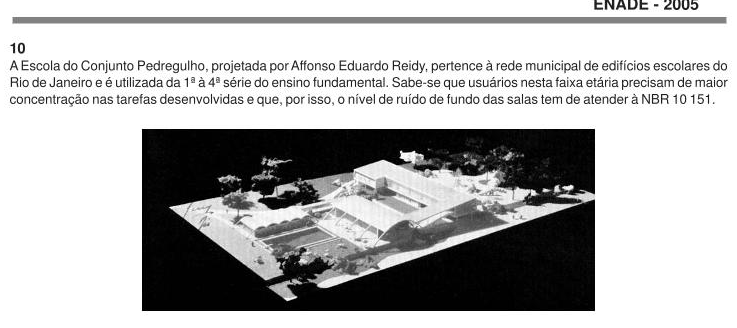 ENADE - 2005
10
A Escola do Conjunto Pedregulho, projetada por Affonso Eduardo Reidy, pertence à rede municipal de edifícios escolares do
Rio de Janeiro e é utilizada da 1ª à 4ª série do ensino fundamental. Sabe-se que usuários nesta faixa etária precisam de maior
concentração nas tarefas desenvolvidas e que, por isso, o nível de ruído de fundo das salas tem de atender à NBR 10 151.